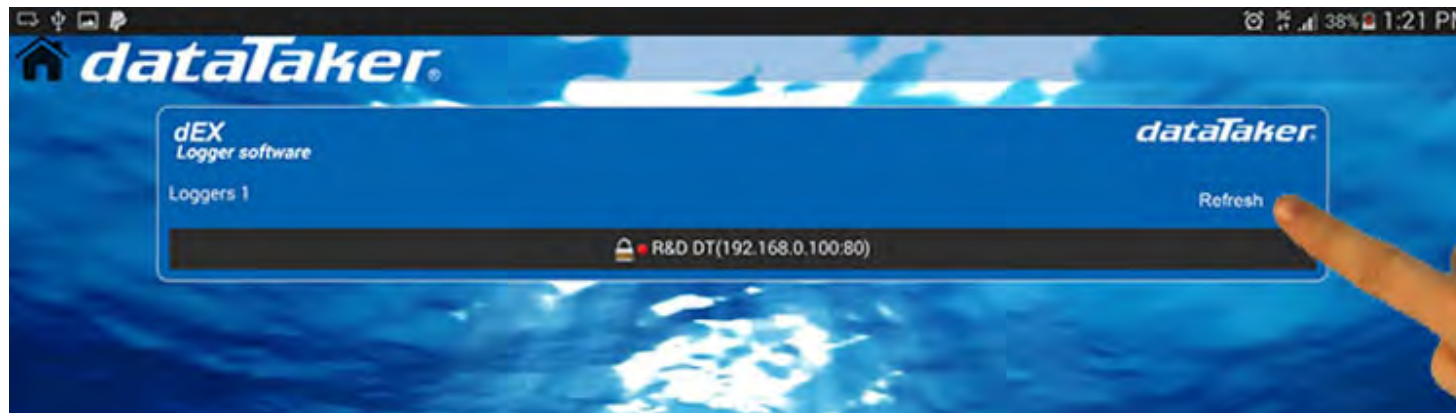 38% 1:21 PM
dataTaker®
dEX
Logger software
dataTaker®
Loggers 1
Refresh
R&D DT(192.168.0.100:80)